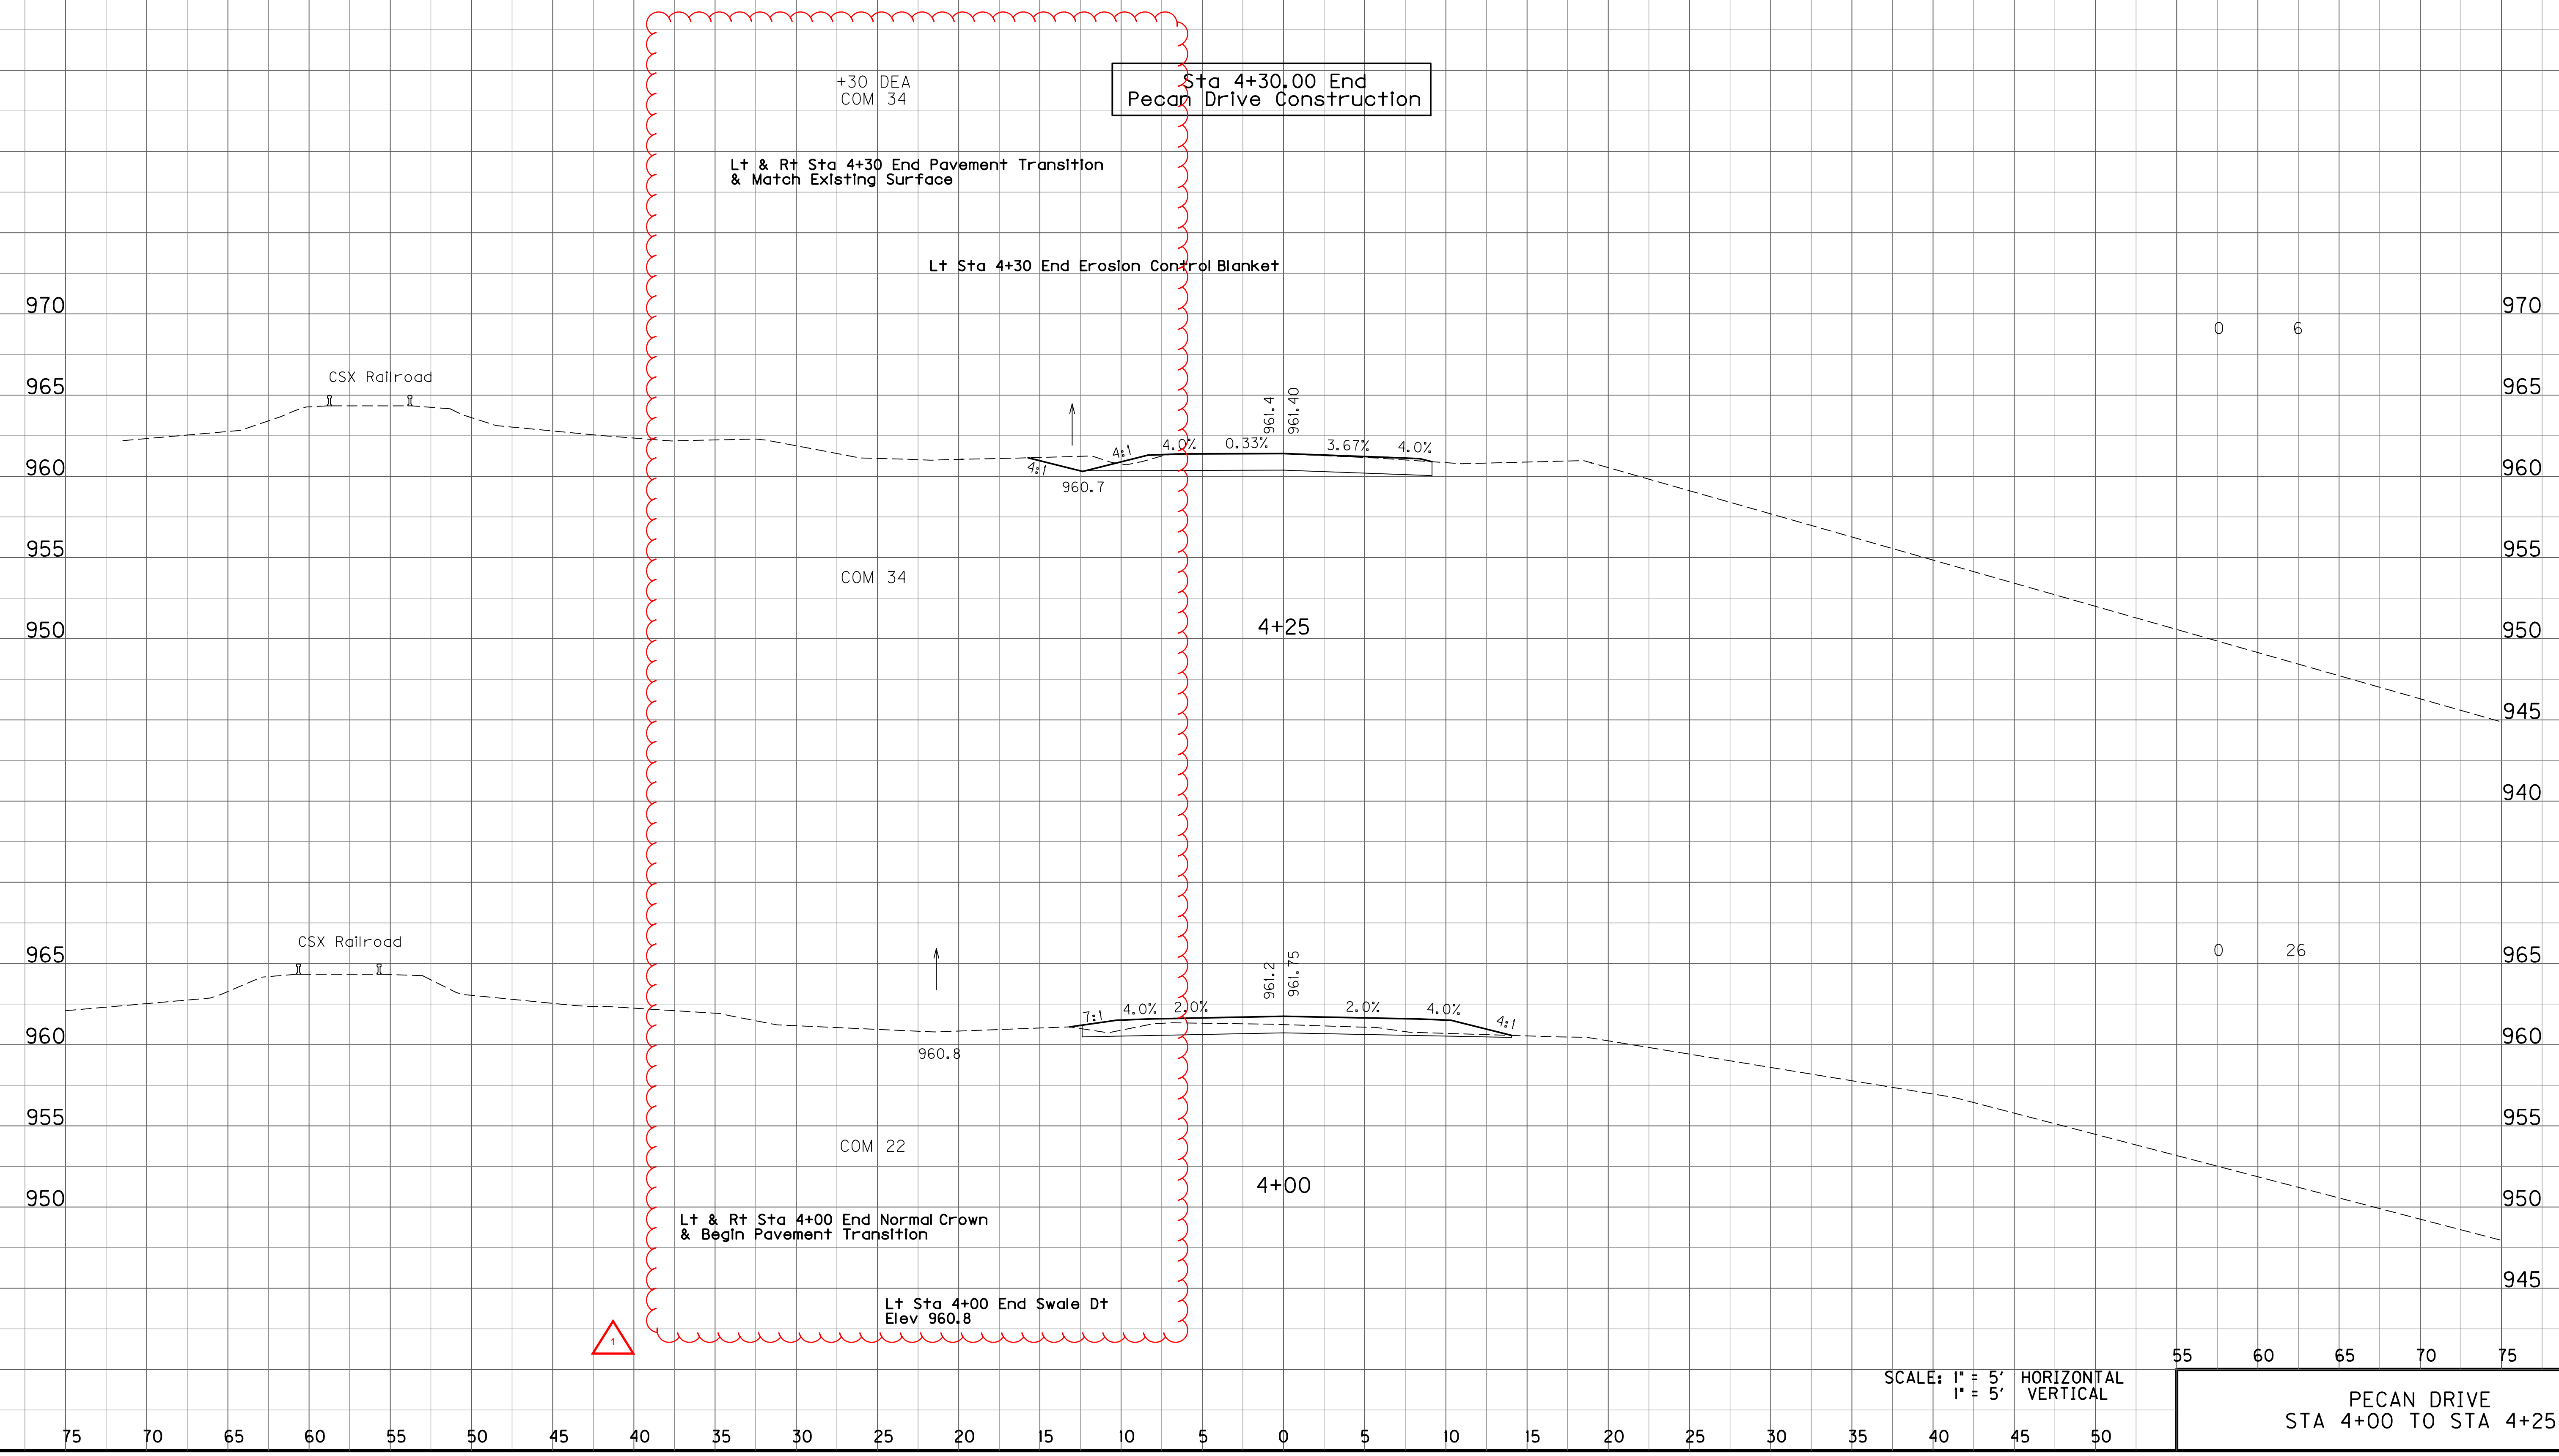 +30 DEA
COM 34
Sta 4+30.00 End
Pecan Drive Construction
Lt & Rt Sta 4+30 End Pavement Transition
& Match Existing Surface
Lt Sta 4+30 End Erosion Control Blanket
970
970
0 6
CSX Railroad
965
961.4
961.40
965
4:1
4:1
4.0%
0.33%
3.67%
4.0%
960
960.7
960
955
955
COM 34
950
4+25
950
945
940
CSX Railroad
965
961.2
961.75
0 26
965
7:1
4.0%
2.0%
2.0%
4.0%
4:1
960
960.8
960
955
955
COM 22
950
4+00
950
Lt & Rt Sta 4+00 End Normal Crown
& Begin Pavement Transition
945
Lt Sta 4+00 End Swale Dt
Elev 960.8
1
55 60 65 70 75
SCALE: 1" = 5' HORIZONTAL
1" = 5' VERTICAL
PECAN DRIVE
STA 4+00 TO STA 4+25
75 70 65 60 55 50 45 40 35 30 25 20 15 10 5 0 5 10 15 20 25 30 35 40 45 50